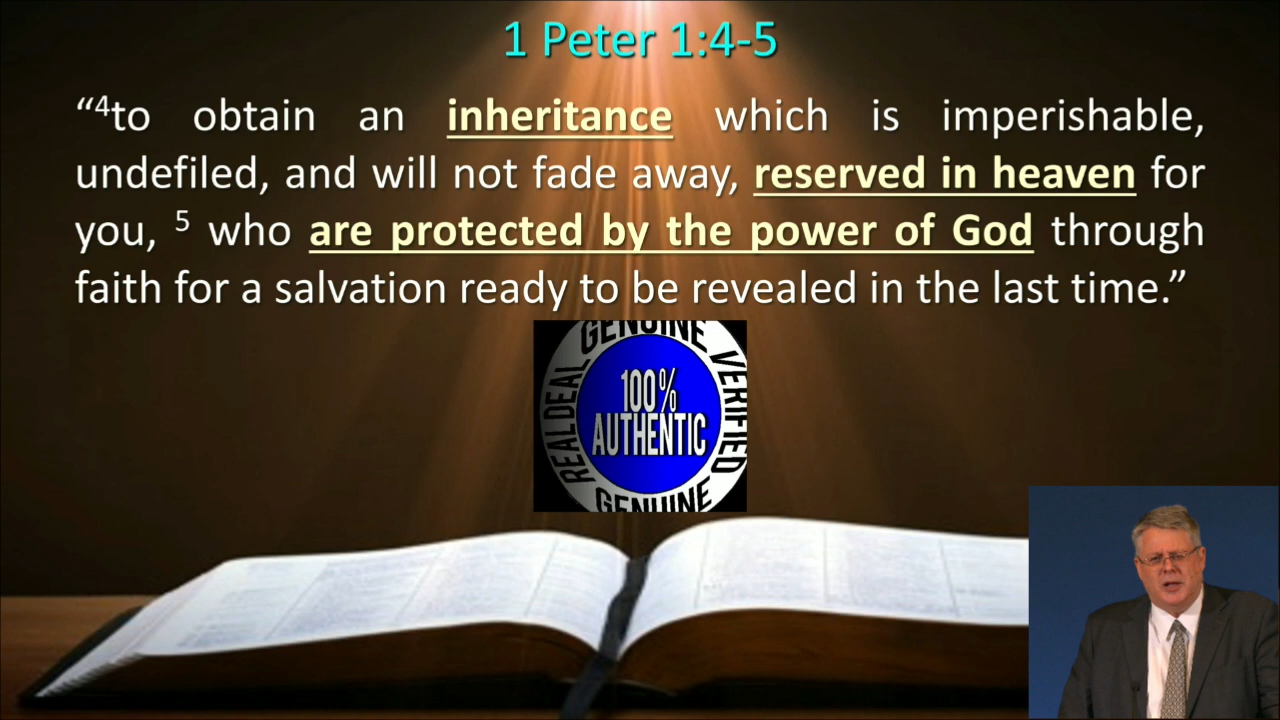 1 Peter 1:4-5
“⁴to obtain an inheritance which is imperishable,
undefiled, and will not fade away, reserved in heaven for
you, ⁵ who are protected by the power of God through
faith for a salvation ready to be revealed in the last time.”
GENUINE
VERIFIED
REAL DEAL
100%
AUTHENTIC
GENUINE